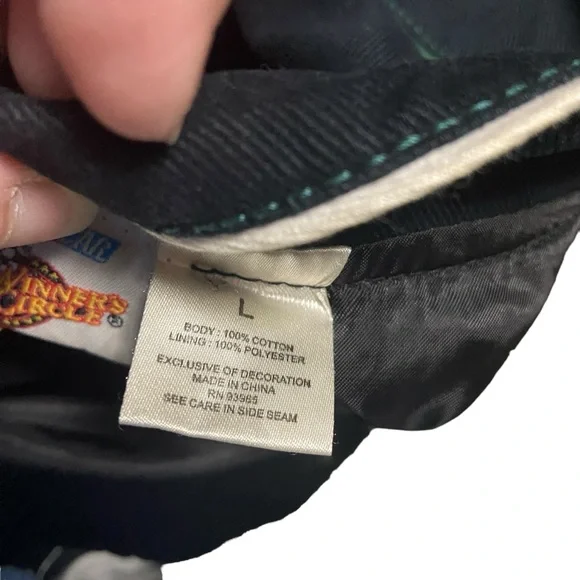 WINNER'S
CIRCLE®
L
BODY : 100% COTTON
LINING : 100% POLYESTER
EXCLUSIVE OF DECORATION
MADE IN CHINA
RN 93985
SEE CARE IN SIDE SEAM